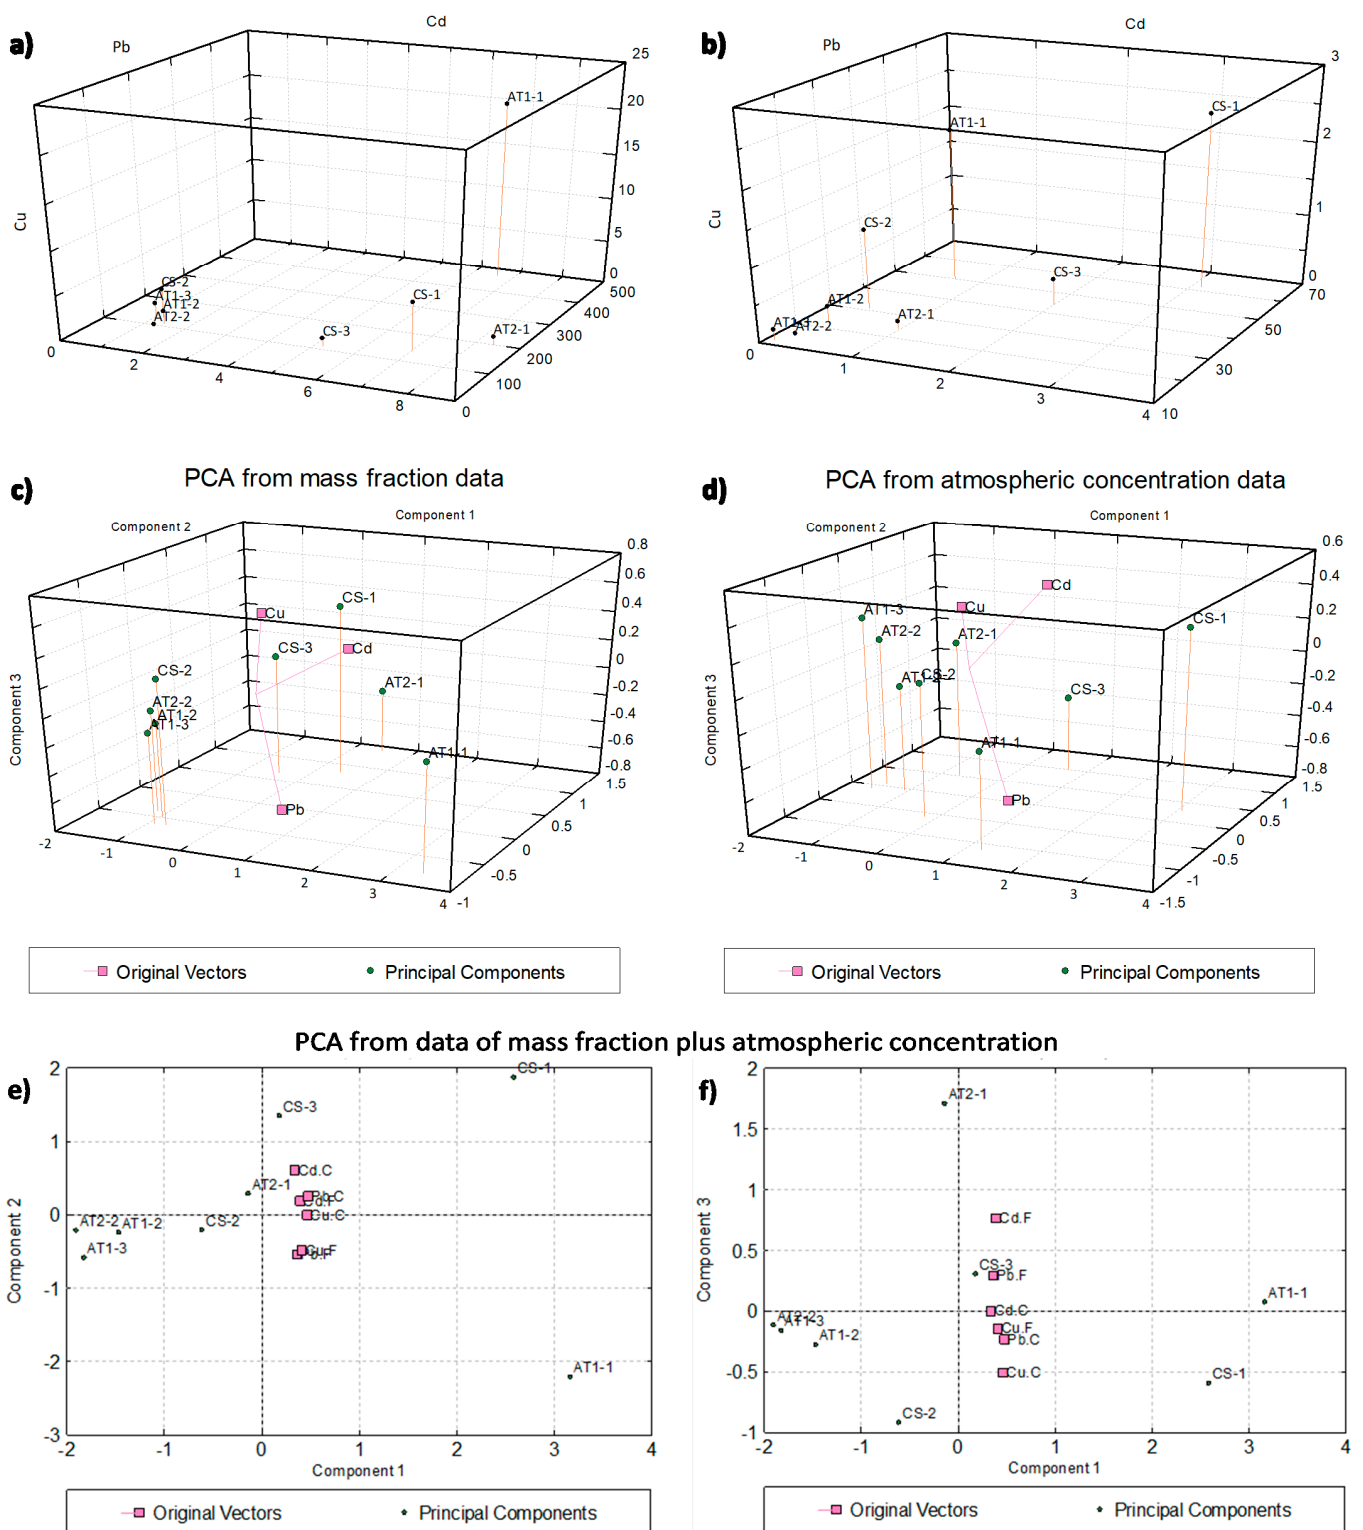 a)
Pb
Cd
Cu
25
20
15
10
5
0
500
400
300
200
100
0
0
2
4
6
8
AT1-1
CS-2
AT1-3
AT1-2
AT2-2
CS-1
CS-3
AT2-1
b)
Pb
Cd
Cu
3
2
1
0
70
50
30
10
0
1
2
3
4
AT1-1
CS-1
CS-2
CS-3
AT1-2
AT2-1
AT2-2
c)
PCA from mass fraction data
Component 2
Component 1
Component 3
0.8
0.6
0.4
0.2
0
-0.2
-0.4
-0.6
-0.8
1.5
1
0.5
0
-0.5
-1
-2
-1
0
1
2
3
4
Cu
CS-1
CS-3
Cd
CS-2
AT2-1
AT2-2
AT1-2
AT1-3
AT1-1
Pb
Original Vectors
Principal Components
d)
PCA from atmospheric concentration data
Component 2
Component 1
Component 3
0.6
0.4
0.2
0
-0.2
-0.4
-0.6
-0.8
1.5
1
0.5
0
-0.5
-1
-1.5
-2
-1
0
1
2
3
4
Cd
Cu
AT1-3
CS-1
AT2-2
AT2-1
AT1-2
CS-2
CS-3
AT1-1
Pb
Original Vectors
Principal Components
PCA from data of mass fraction plus atmospheric concentration
e)
Component 2
2
1
0
-1
-2
-3
-2
-1
0
1
2
3
4
Component 1
CS-1
CS-3
Cd.C
AT2-1
Pb.C
Cd.F
Cu.C
AT2-2
AT1-2
CS-2
AT1-3
Cu.F
Pb.F
AT1-1
Original Vectors
Principal Components
f)
Component 3
2
1.5
1
0.5
0
-0.5
-1
-2
-1
0
1
2
3
4
Component 1
AT2-1
Cd.F
CS-3
Pb.F
AT1-1
Cd.C
AT2-2
AT1-3
Cu.F
AT1-2
Pb.C
Cu.C
CS-1
CS-2
Original Vectors
Principal Components